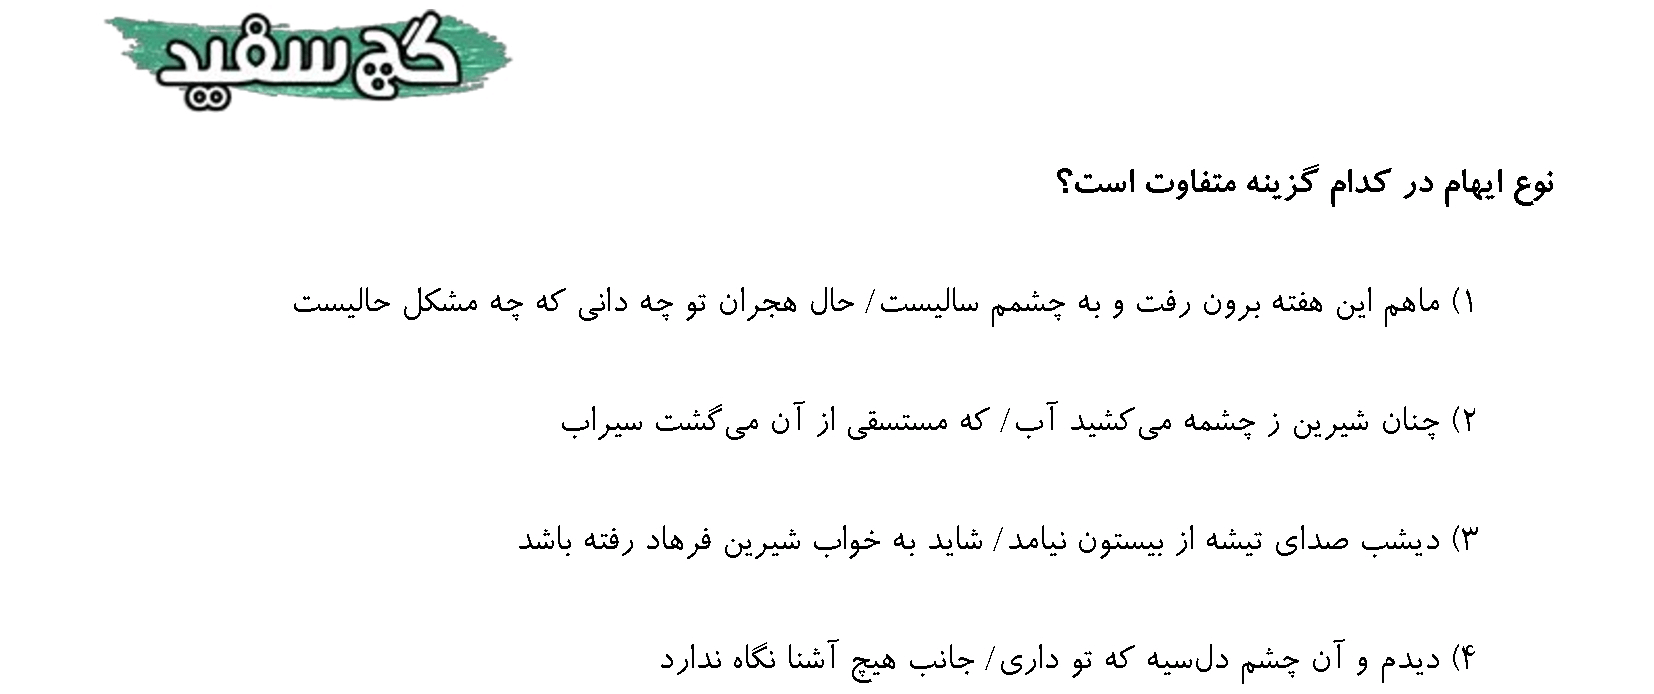 گچ سفید
نوع ایهام در کدام گزینه متفاوت است؟
۱) ماهم این هفته برون رفت و به چشمم سالیست/ حال هجران تو چه دانی که چه مشکل حالیست
۲) چنان شیرین ز چشمه می‌کشید آب/ که مستسقی از آن می‌گشت سیراب
۳) دیشب صدای تیشه از بیستون نیامد/ شاید به خواب شیرین فرهاد رفته باشد
۴) دیدم و آن چشم دل‌سیه که تو داری/ جانب هیچ آشنا نگاه ندارد